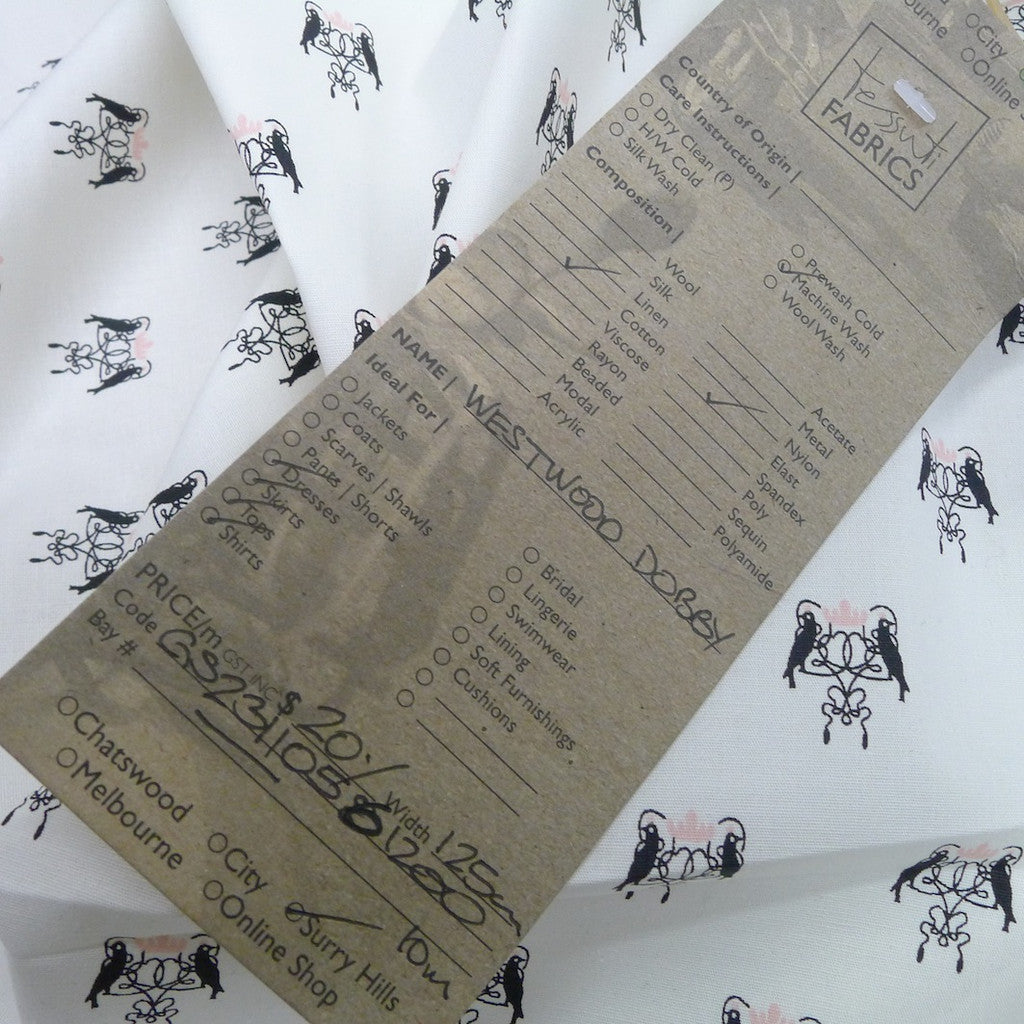 Tessuti
FABRICS
Country of Origin |
Care Instructions |
Dry Clean (P)
H/W Cold
Silk Wash
Prewash Cold
Machine Wash
Wool Wash
Composition |
Wool
Silk
Linen
Cotton
Viscose
Rayon
Beaded
Modal
Acrylic
Acetate
Metal
Nylon
Elast
Spandex
Poly
Sequin
Polyamide
NAME | WESTWOOD DOBBY
Ideal For |
Jackets
Coats
Scarves | Shawls
Pants | Shorts
Dresses
Skirts
Tops
Shirts
Bridal
Lingerie
Swimwear
Lining
Soft Furnishings
Cushions
PRICE/m GST INC $ 20./ Width 125cm
Code
Bay # 10m
Chatswood
Melbourne
City
Online Shop
Surry Hills
City
Online